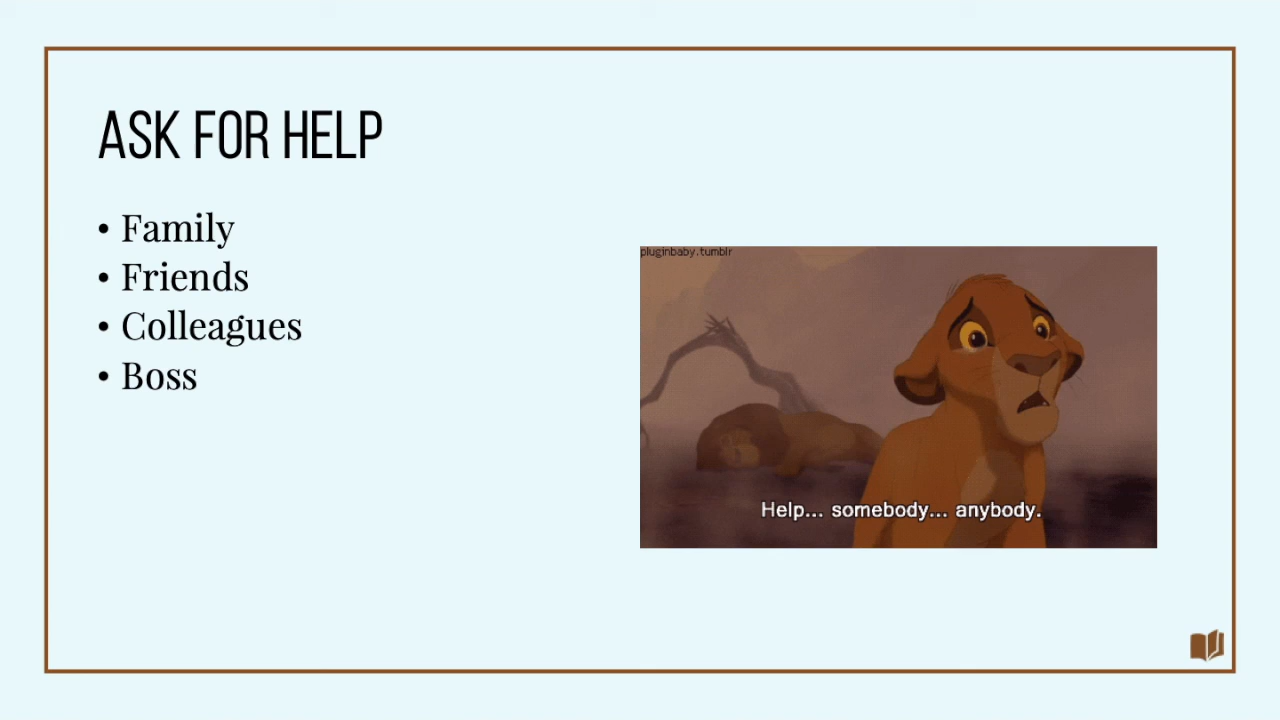 ASK FOR HELP
• Family
• Friends
• Colleagues
• Boss
pluginbaby.tumblr
Help... somebody... anybody.